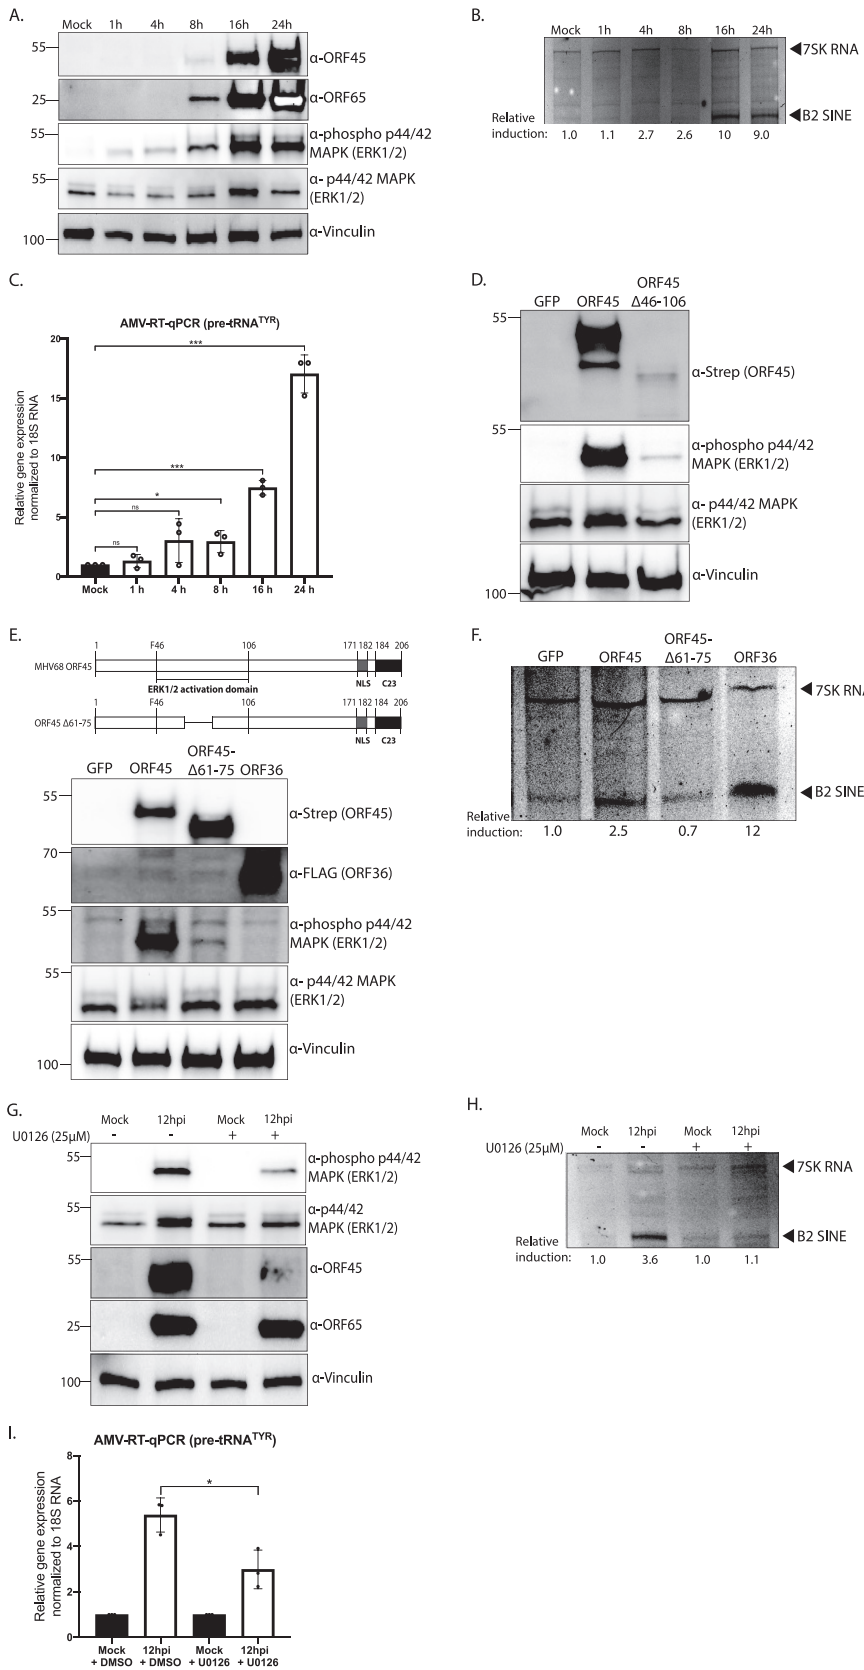 A.
Mock 1h 4h 8h 16h 24h
55
α-ORF45
25
α-ORF65
55
α-phospho p44/42
MAPK (ERK1/2)
55
α- p44/42 MAPK
(ERK1/2)
100
α-Vinculin
B.
Mock 1h 4h 8h 16h 24h
7SK RNA
B2 SINE
Relative
induction: 1.0 1.1 2.7 2.6 10 9.0
C.
AMV-RT-qPCR (pre-tRNATYR)
Relative gene expression
normalized to 18S RNA
20
15
10
5
0
***
***
*
ns
ns
Mock 1 h 4 h 8 h 16 h 24 h
D.
ORF45
GFP ORF45 Δ46-106
55
α-Strep (ORF45)
55
α-phospho p44/42
MAPK (ERK1/2)
α- p44/42 MAPK
(ERK1/2)
100
α-Vinculin
E.
1 F46 106 171 182 184 206
MHV68 ORF45
NLS C23
ERK1/2 activation domain
1 F46 106 171 182 184 206
ORF45 Δ61-75
NLS C23
ORF45-
GFP ORF45 Δ61-75 ORF36
55
α-Strep (ORF45)
70
α-FLAG (ORF36)
55
α-phospho p44/42
MAPK (ERK1/2)
55
α- p44/42 MAPK
(ERK1/2)
100
α-Vinculin
F.
ORF45-
GFP ORF45 Δ61-75 ORF36
7SK RN
B2 SINE
Relative
induction: 1.0 2.5 0.7 12
G.
Mock 12hpi Mock 12hpi
U0126 (25μM) - - + +
55
α-phospho p44/42
MAPK (ERK1/2)
55
α-p44/42
MAPK (ERK1/2)
55
α-ORF45
25
α-ORF65
100
α-Vinculin
H.
Mock 12hpi Mock 12hpi
U0126 (25μM) - - + +
7SK RNA
B2 SINE
Relative
induction: 1.0 3.6 1.0 1.1
I.
AMV-RT-qPCR (pre-tRNATYR)
Relative gene expression
normalized to 18S RNA
8
6
4
2
0
*
Mock 12hpi Mock 12hpi
+ DMSO + DMSO + U0126 + U0126